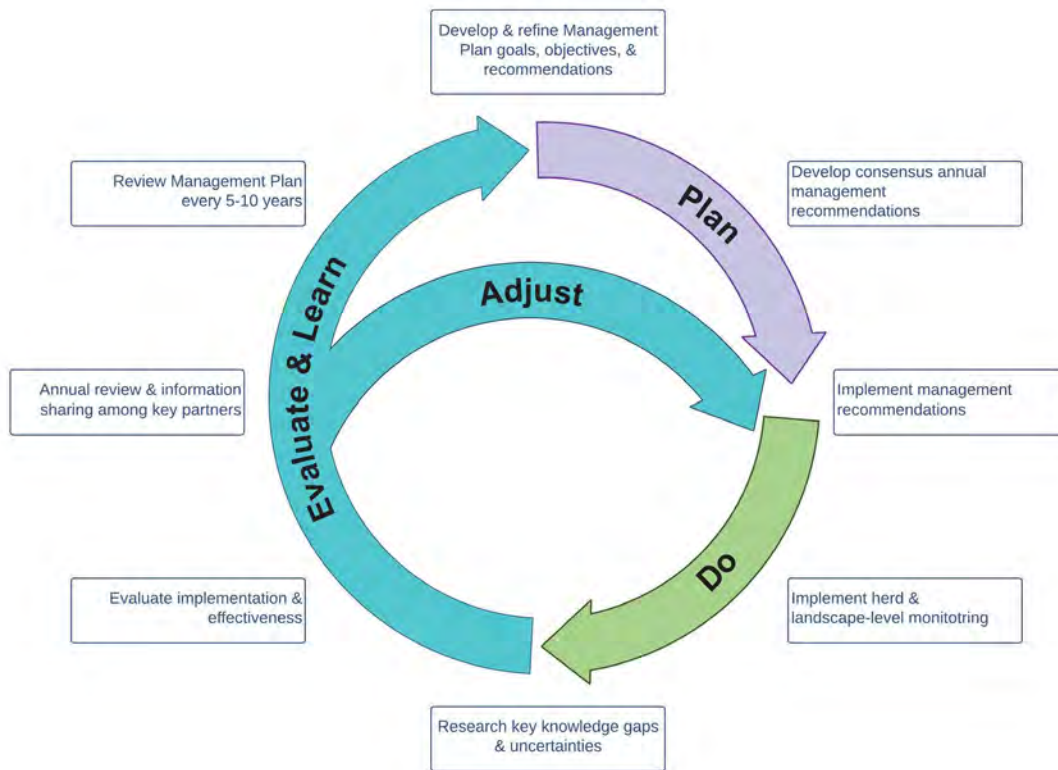 Develop & refine Management
Plan goals, objectives, &
recommendations
Review Management Plan
every 5-10 years
Develop consensus annual
management
recommendations
Plan
Adjust
Evaluate & Learn
Annual review & information
sharing among key partners
Implement management
recommendations
Do
Evaluate implementation &
effectiveness
Implement herd &
landscape-level monitotring
Research key knowledge gaps
& uncertainties